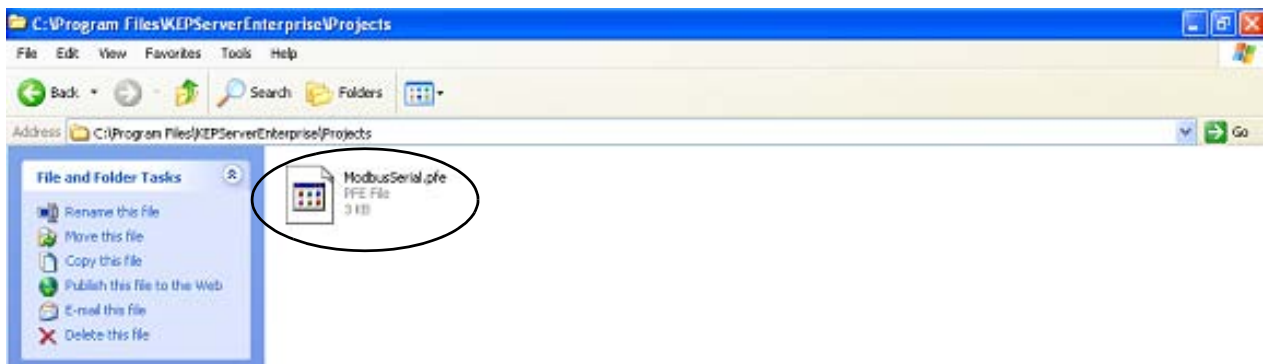 C:\Program Files\KEPServerEnterprise\Projects
File Edit View Favorites Tools Help
Back Search Folders
Address C:\Program Files\KEPServerEnterprise\Projects Go
File and Folder Tasks
ModbusSerial.pfe
PFE File
3 KB
Rename this file
Move this file
Copy this file
Publish this file to the Web
E-mail this file
Delete this file